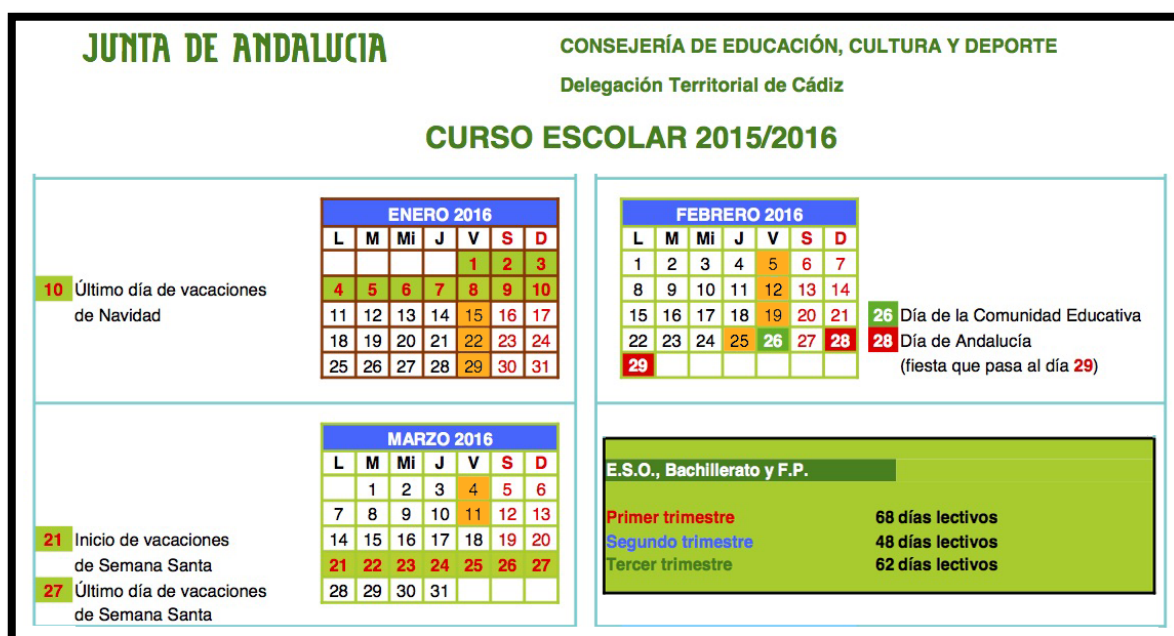 JUNTA DE ANDALUCIA
CONSEJERÍA DE EDUCACIÓN, CULTURA Y DEPORTE
Delegación Territorial de Cádiz
CURSO ESCOLAR 2015/2016
10 Último día de vacaciones
de Navidad
ENERO 2016
L M Mi J V S D
1 2 3
4 5 6 7 8 9 10
11 12 13 14 15 16 17
18 19 20 21 22 23 24
25 26 27 28 29 30 31
FEBRERO 2016
L M Mi J V S D
1 2 3 4 5 6 7
8 9 10 11 12 13 14
15 16 17 18 19 20 21
22 23 24 25 26 27 28
29
26 Día de la Comunidad Educativa
28 Día de Andalucía
(fiesta que pasa al día 29)
21 Inicio de vacaciones
de Semana Santa
27 Último día de vacaciones
de Semana Santa
MARZO 2016
L M Mi J V S D
1 2 3 4 5 6
7 8 9 10 11 12 13
14 15 16 17 18 19 20
21 22 23 24 25 26 27
28 29 30 31
E.S.O., Bachillerato y F.P.
Primer trimestre 68 días lectivos
Segundo trimestre 48 días lectivos
Tercer trimestre 62 días lectivos